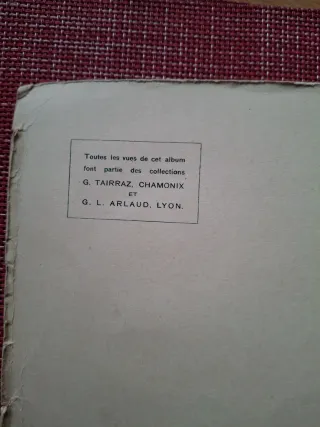 Toutes les vues de cet album
font partie des collections
G. TAIRRAZ, CHAMONIX
ET
G. L. ARLAUD, LYON.